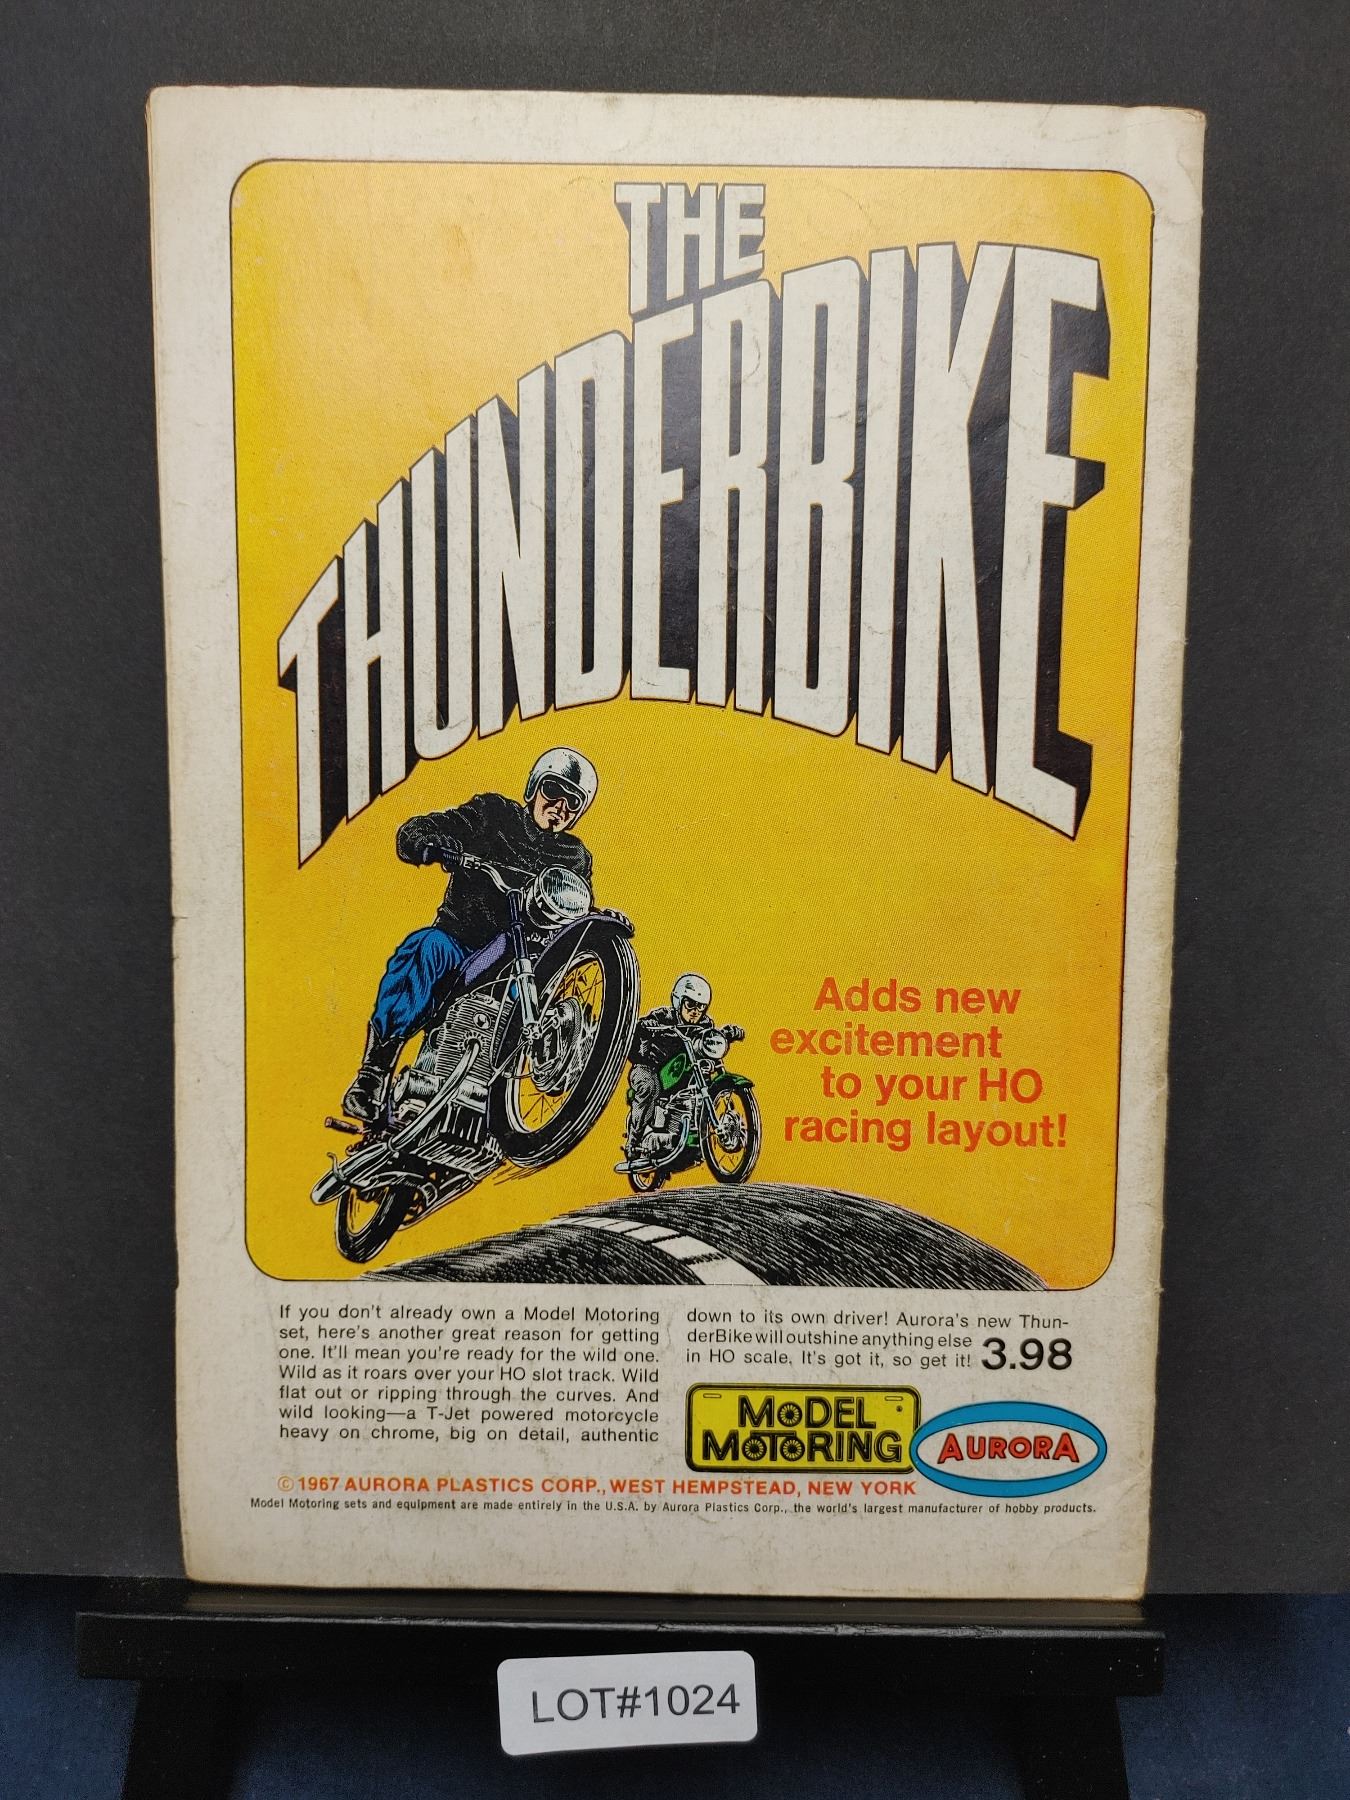 THE
THUNDERBIKE
Adds new
excitement
to your HO
racing layout!
If you don't already own a Model Motoring
set, here's another great reason for getting
one. It'll mean you're ready for the wild one.
Wild as it roars over your HO slot track. Wild
flat out or ripping through the curves. And
wild looking—a T-Jet powered motorcycle
heavy on chrome, big on detail, authentic
down to its own driver! Aurora's new Thun-
derBike will outshine anything else
in HO scale. It's got it, so get it! 3.98
MODEL
MOTORING
AURORA
©1967 AURORA PLASTICS CORP., WEST HEMPSTEAD, NEW YORK
Model Motoring sets and equipment are made entirely in the U.S.A. by Aurora Plastics Corp., the world's largest manufacturer of hobby products.
LOT#1024